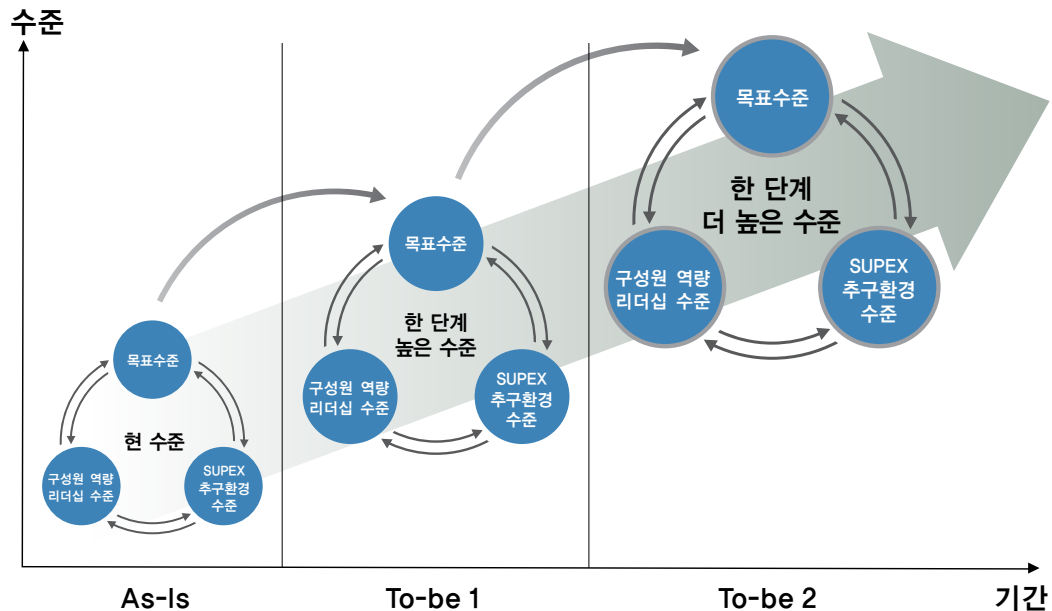 수준
목표수준
한 단계
더 높은 수준
구성원 역량
리더십 수준
SUPEX
추구환경
수준
목표수준
한 단계
높은 수준
구성원 역량
리더십 수준
SUPEX
추구환경
수준
목표수준
현 수준
구성원 역량
리더십 수준
SUPEX
추구환경
수준
As-Is
To-be 1
To-be 2
기간